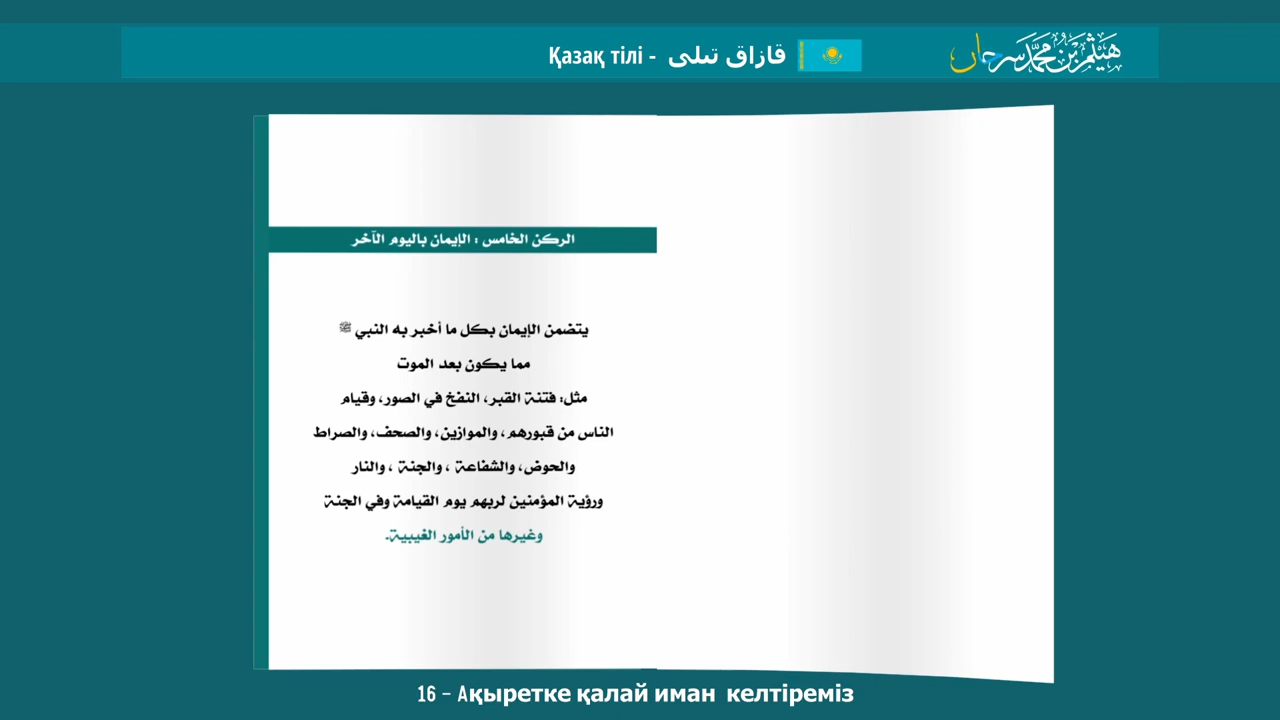 Қазақ тілі - قازاق تىلى
هيثم بن محمد سرحان
الركن الخامس : الإيمان باليوم الآخر
يتضمن الإيمان بكل ما أخبر به النبي ﷺ
مما يكون بعد الموت
مثل: فتنة القبر، النفخ في الصور، وقيام
الناس من قبورهم، والموازين، والصحف، والصراط
والحوض، والشفاعة ، والجنة ، والنار
ورؤية المؤمنين لربهم يوم القيامة وفي الجنة
وغيرها من الأمور الغيبية.
16 – Ақыретке қалай иман келтіреміз